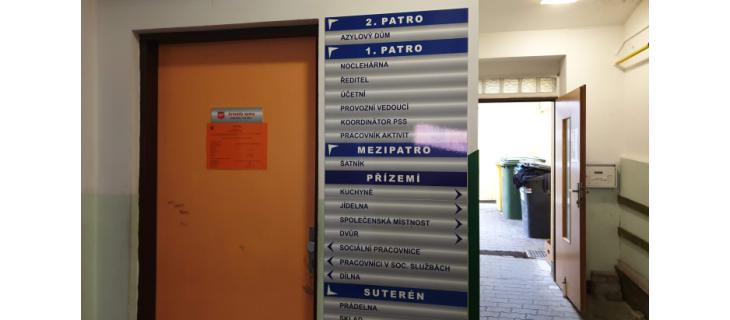 2. PATRO
AZYLOVÝ DŮM
1. PATRO
NOCLEHÁRNA
ŘEDITEL
ÚČETNÍ
PROVOZNÍ VEDOUCÍ
KOORDINÁTOR PSS
PRACOVNÍK AKTIVIT
MEZIPATRO
ŠATNÍK
PŘÍZEMÍ
KUCHYNĚ
JÍDELNA
SPOLEČENSKÁ MÍSTNOST
DVŮR
SOCIÁLNÍ PRACOVNICE
PRACOVNÍCI V SOC. SLUŽBÁCH
DÍLNA
SUTERÉN
PRÁDELNA
SKLAD